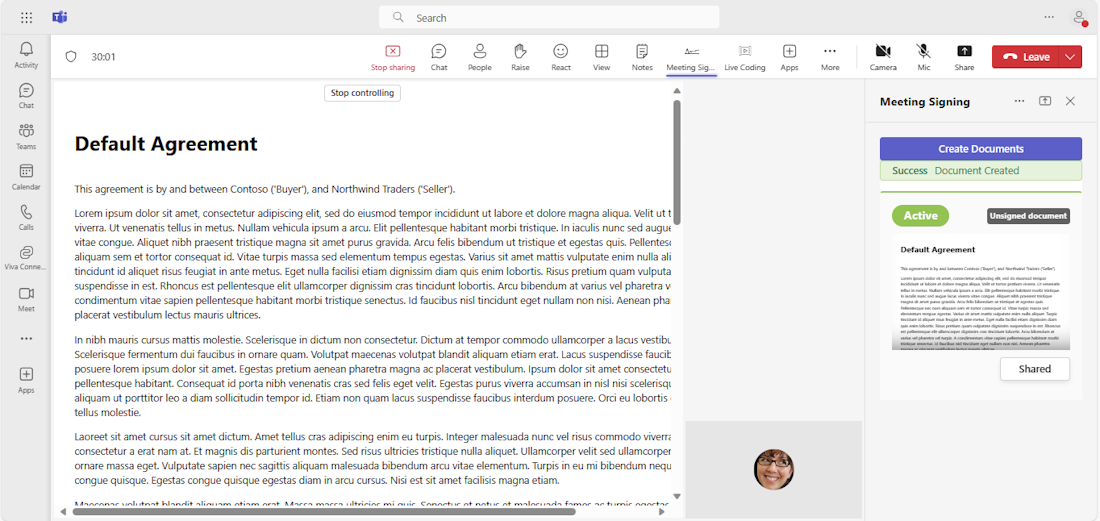 Search
30:01
Stop sharing
Chat
People
Raise
React
View
Notes
Meeting Sig...
Live Coding
Apps
More
Camera
Mic
Share
Leave
Activity
Chat
Teams
Calendar
Calls
Viva Conne...
Meet
Apps
Stop controlling
Default Agreement
This agreement is by and between Contoso ('Buyer'), and Northwind Traders ('Seller').
Lorem ipsum dolor sit amet, consectetur adipiscing elit, sed do eiusmod tempor incididunt ut labore et dolore magna aliqua. Velit ut t
viverra. Ut venenatis tellus in metus. Nullam vehicula ipsum a arcu. Elit pellentesque habitant morbi tristique. In iaculis nunc sed augue
vitae congue. Aliquet nibh praesent tristique magna sit amet purus gravida. Arcu felis bibendum ut tristique et egestas quis. Pellentesc
aliquam sem et tortor consequat id. Vitae turpis massa sed elementum tempus egestas. Varius sit amet mattis vulputate enim nulla ali
tincidunt id aliquet risus feugiat in ante metus. Eget nulla facilisi etiam dignissim diam quis enim lobortis. Risus pretium quam vulputa
suspendisse in est. Rhoncus est pellentesque elit ullamcorper dignissim cras tincidunt lobortis. Arcu bibendum at varius vel pharetra v
condimentum vitae sapien pellentesque habitant morbi tristique senectus. Id faucibus nisl tincidunt eget nullam non nisi. Aenean phar
placerat vestibulum lectus mauris ultrices.
In nibh mauris cursus mattis molestie. Scelerisque in dictum non consectetur. Dictum at tempor commodo ullamcorper a lacus vestibu
Scelerisque fermentum dui faucibus in ornare quam. Volutpat maecenas volutpat blandit aliquam etiam erat. Lacus suspendisse faucib
posuere lorem ipsum dolor sit amet. Egestas pretium aenean pharetra magna ac placerat vestibulum. Ipsum dolor sit amet consectetu
pellentesque habitant. Consequat id porta nibh venenatis cras sed felis eget velit. Egestas purus viverra accumsan in nisl nisi scelerisqu
aliquam ut porttitor leo a diam sollicitudin tempor id. Etiam non quam lacus suspendisse faucibus interdum posuere. Orci eu lobortis
tellus molestie.
Laoreet sit amet cursus sit amet dictum. Amet tellus cras adipiscing enim eu turpis. Integer malesuada nunc vel risus commodo viverra
consectetur a erat nam at. Et magnis dis parturient montes. Sed risus ultricies tristique nulla aliquet. Ullamcorper velit sed ullamcorper
ornare massa eget. Vulputate sapien nec sagittis aliquam malesuada bibendum arcu vitae elementum. Turpis in eu mi bibendum nequ
congue quisque. Egestas congue quisque egestas diam in arcu cursus. Nisi est sit amet facilisis magna etiam.
Maecenas volutpat blandit aliquam etiam erat. Massa massa ultricies mi quis. Senectus et netus et malesuada fames ac turpis egestas
Meeting Signing
Create Documents
Success Document Created
Active
Unsigned document
Default Agreement
This agreement is by and between Contoso ('Buyer'), and Northwind Traders ('Seller').
Shared